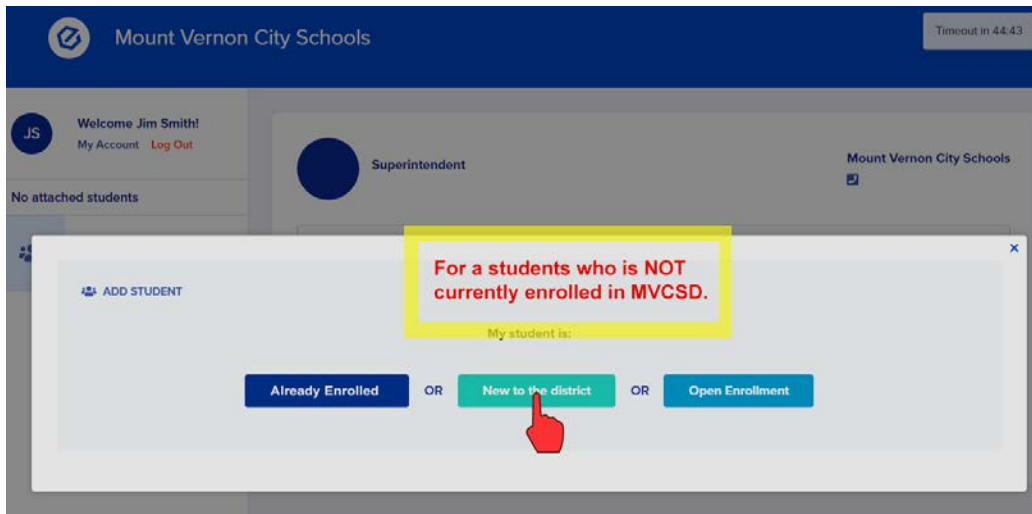 Mount Vernon City Schools
Timeout in 44:43
JS
Welcome Jim Smith!
My Account Log Out
No attached students
Superintendent
Mount Vernon City Schools
For a students who is NOT
currently enrolled in MVCSD.
ADD STUDENT
My student is:
Already Enrolled OR New to the district OR Open Enrollment